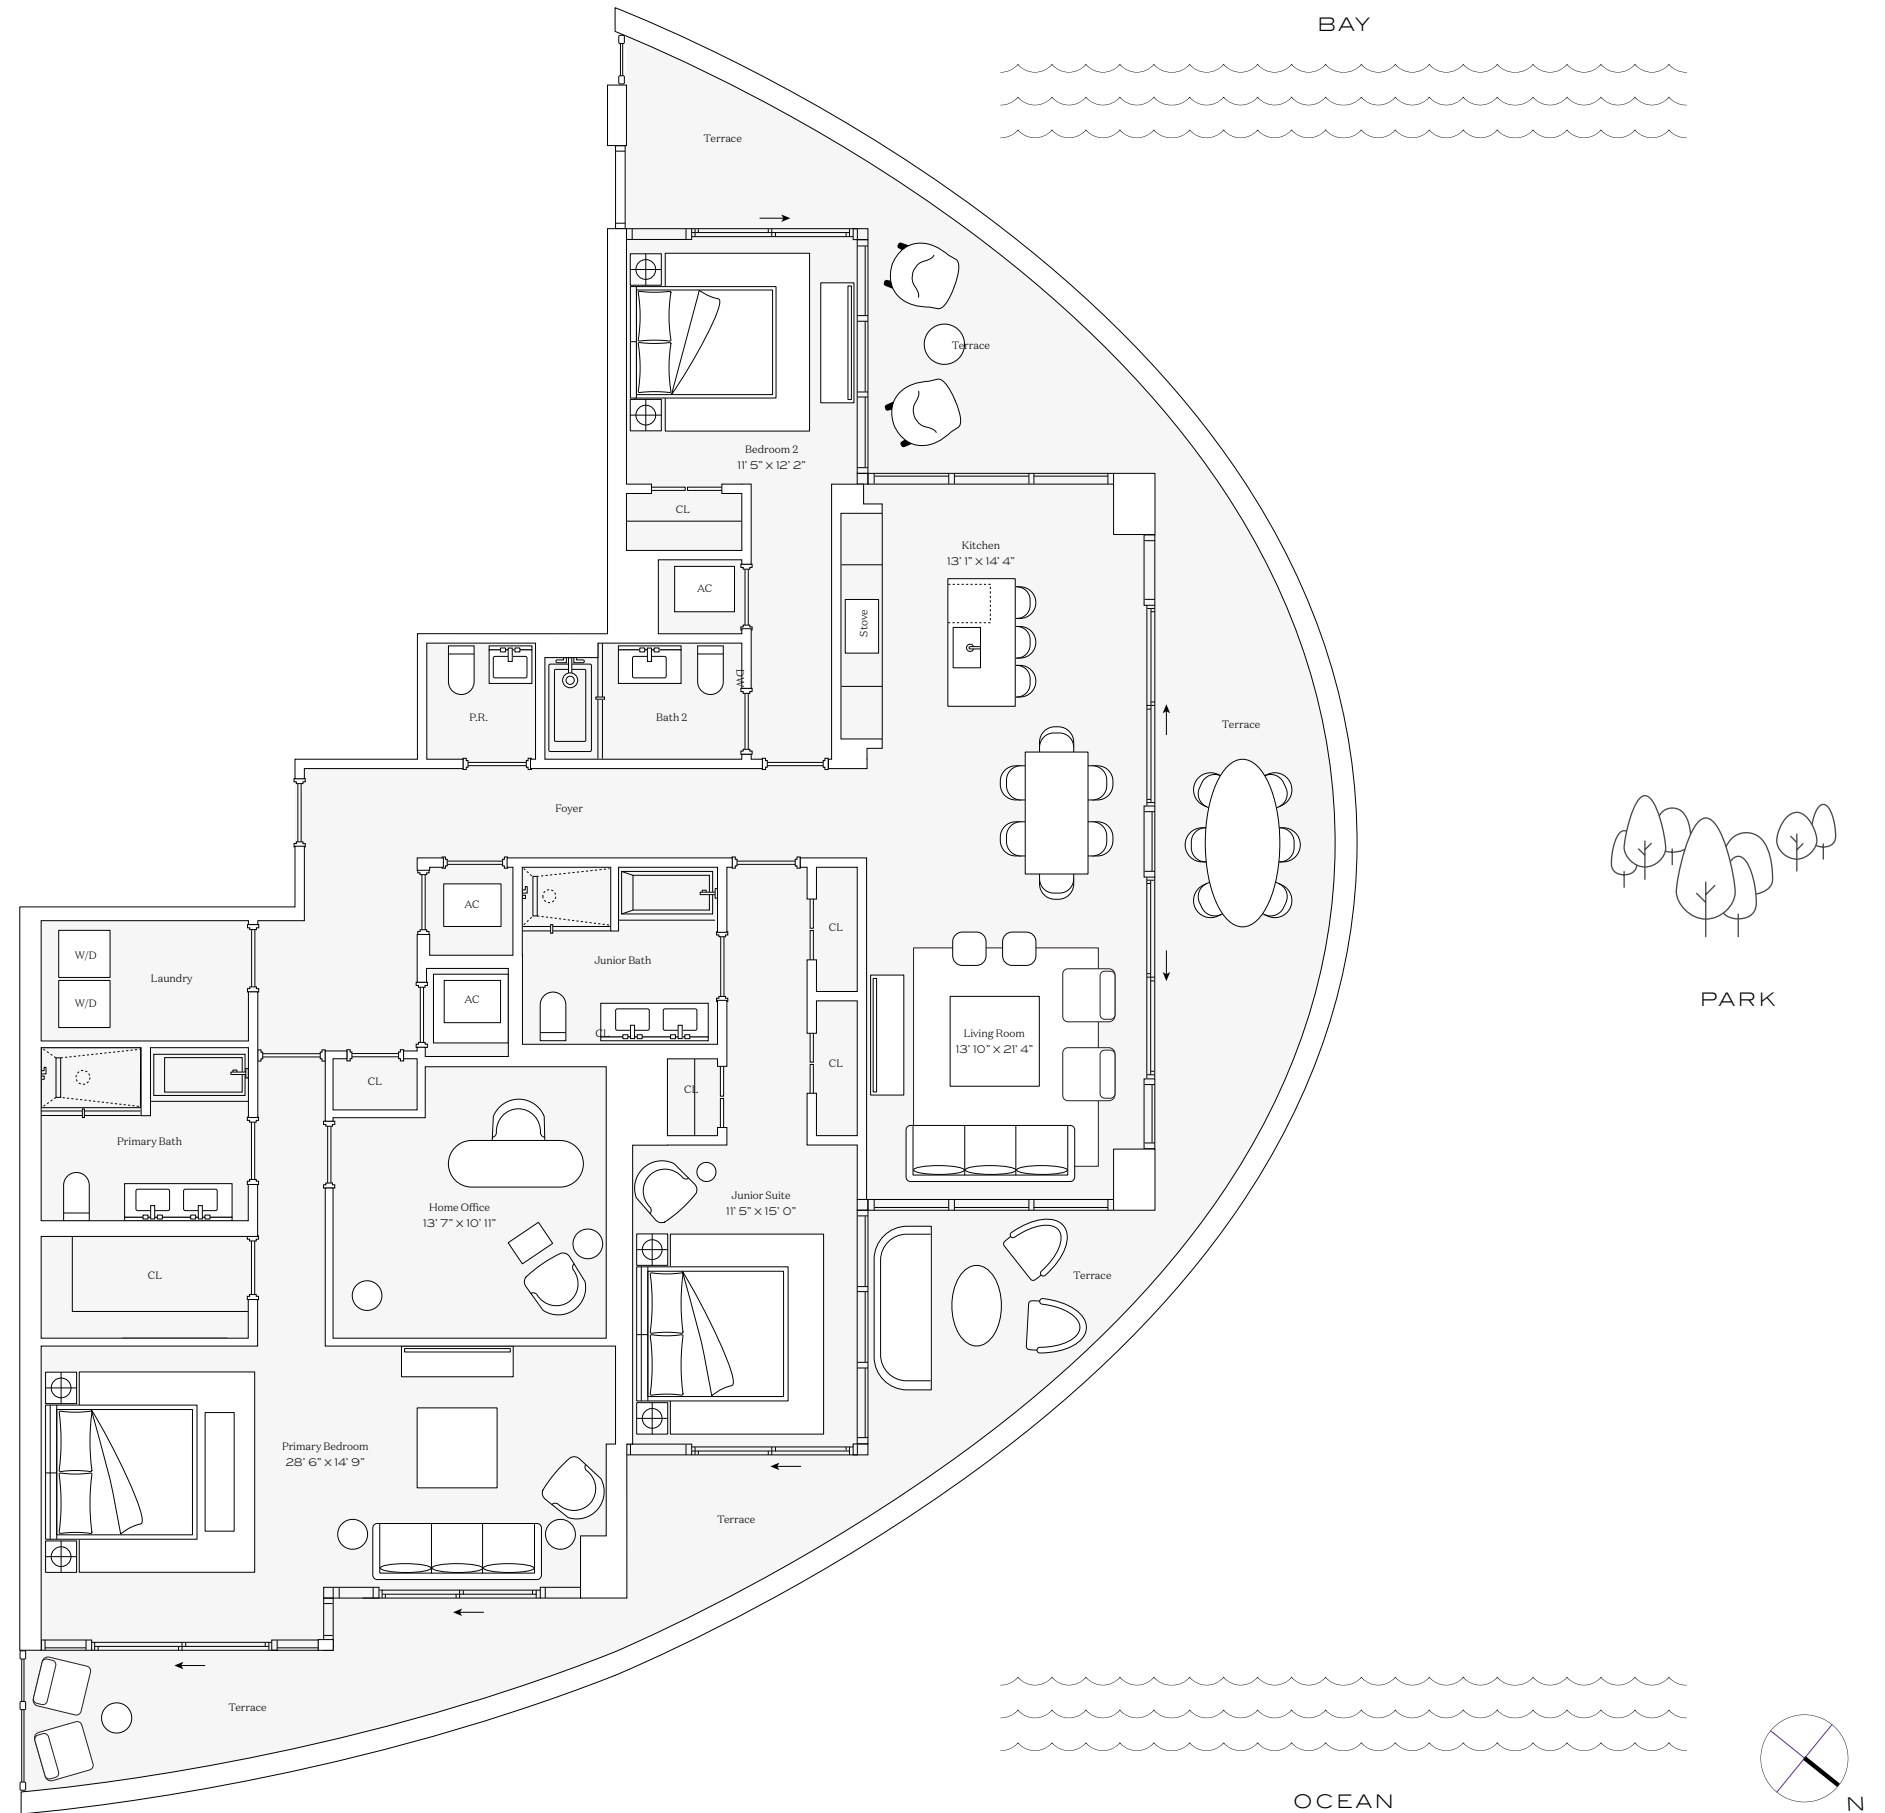 BAY
Terrace
Terrace
Bedroom 2
11' 5" X 12' 2"
CL
Kitchen
13' 1" X 14' 4"
AC
Stove
DW
P.R.
Bath 2
Terrace
Foyer
AC
CL
W/D
Laundry
Junior Bath
W/D
AC
PARK
CL
Living Room
13' 10" X 21' 4"
CL
CL
CL
Primary Bath
Junior Suite
11' 5" X 15' 0"
Home Office
13' 7" X 10' 11"
CL
Terrace
Primary Bedroom
28' 6" X 14' 9"
Terrace
Terrace
OCEAN
N